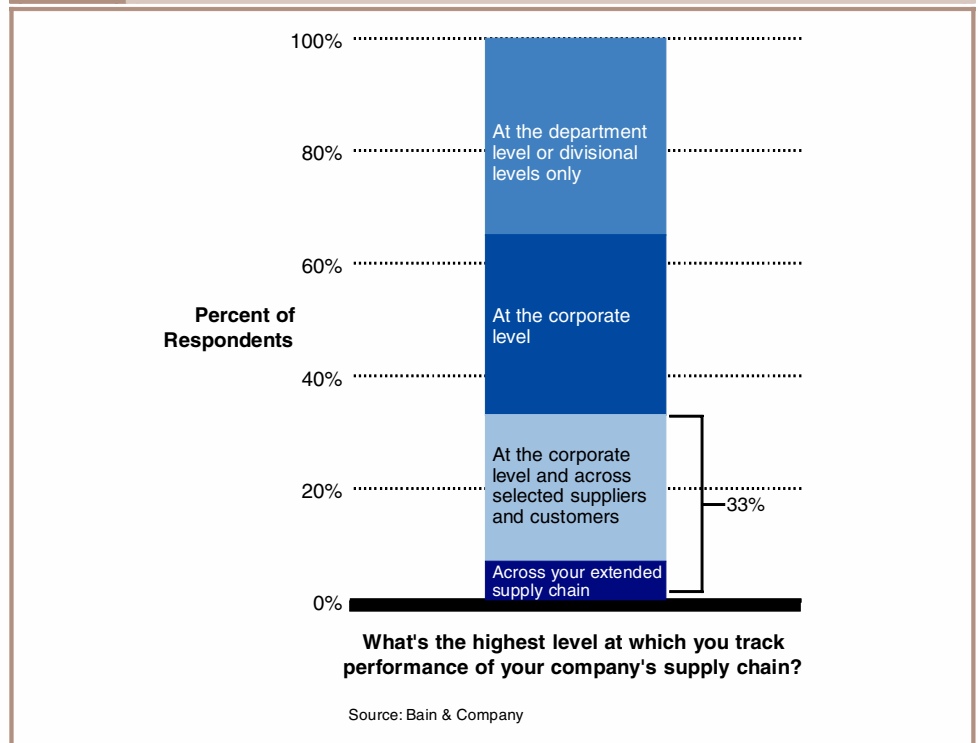 100%
At the department
level or divisional
levels only
80%
60%
Percent of
Respondents
At the corporate
level
40%
At the corporate
level and across
selected suppliers
and customers
20%
33%
Across your extended
supply chain
0%
What's the highest level at which you track
performance of your company's supply chain?
Source: Bain & Company